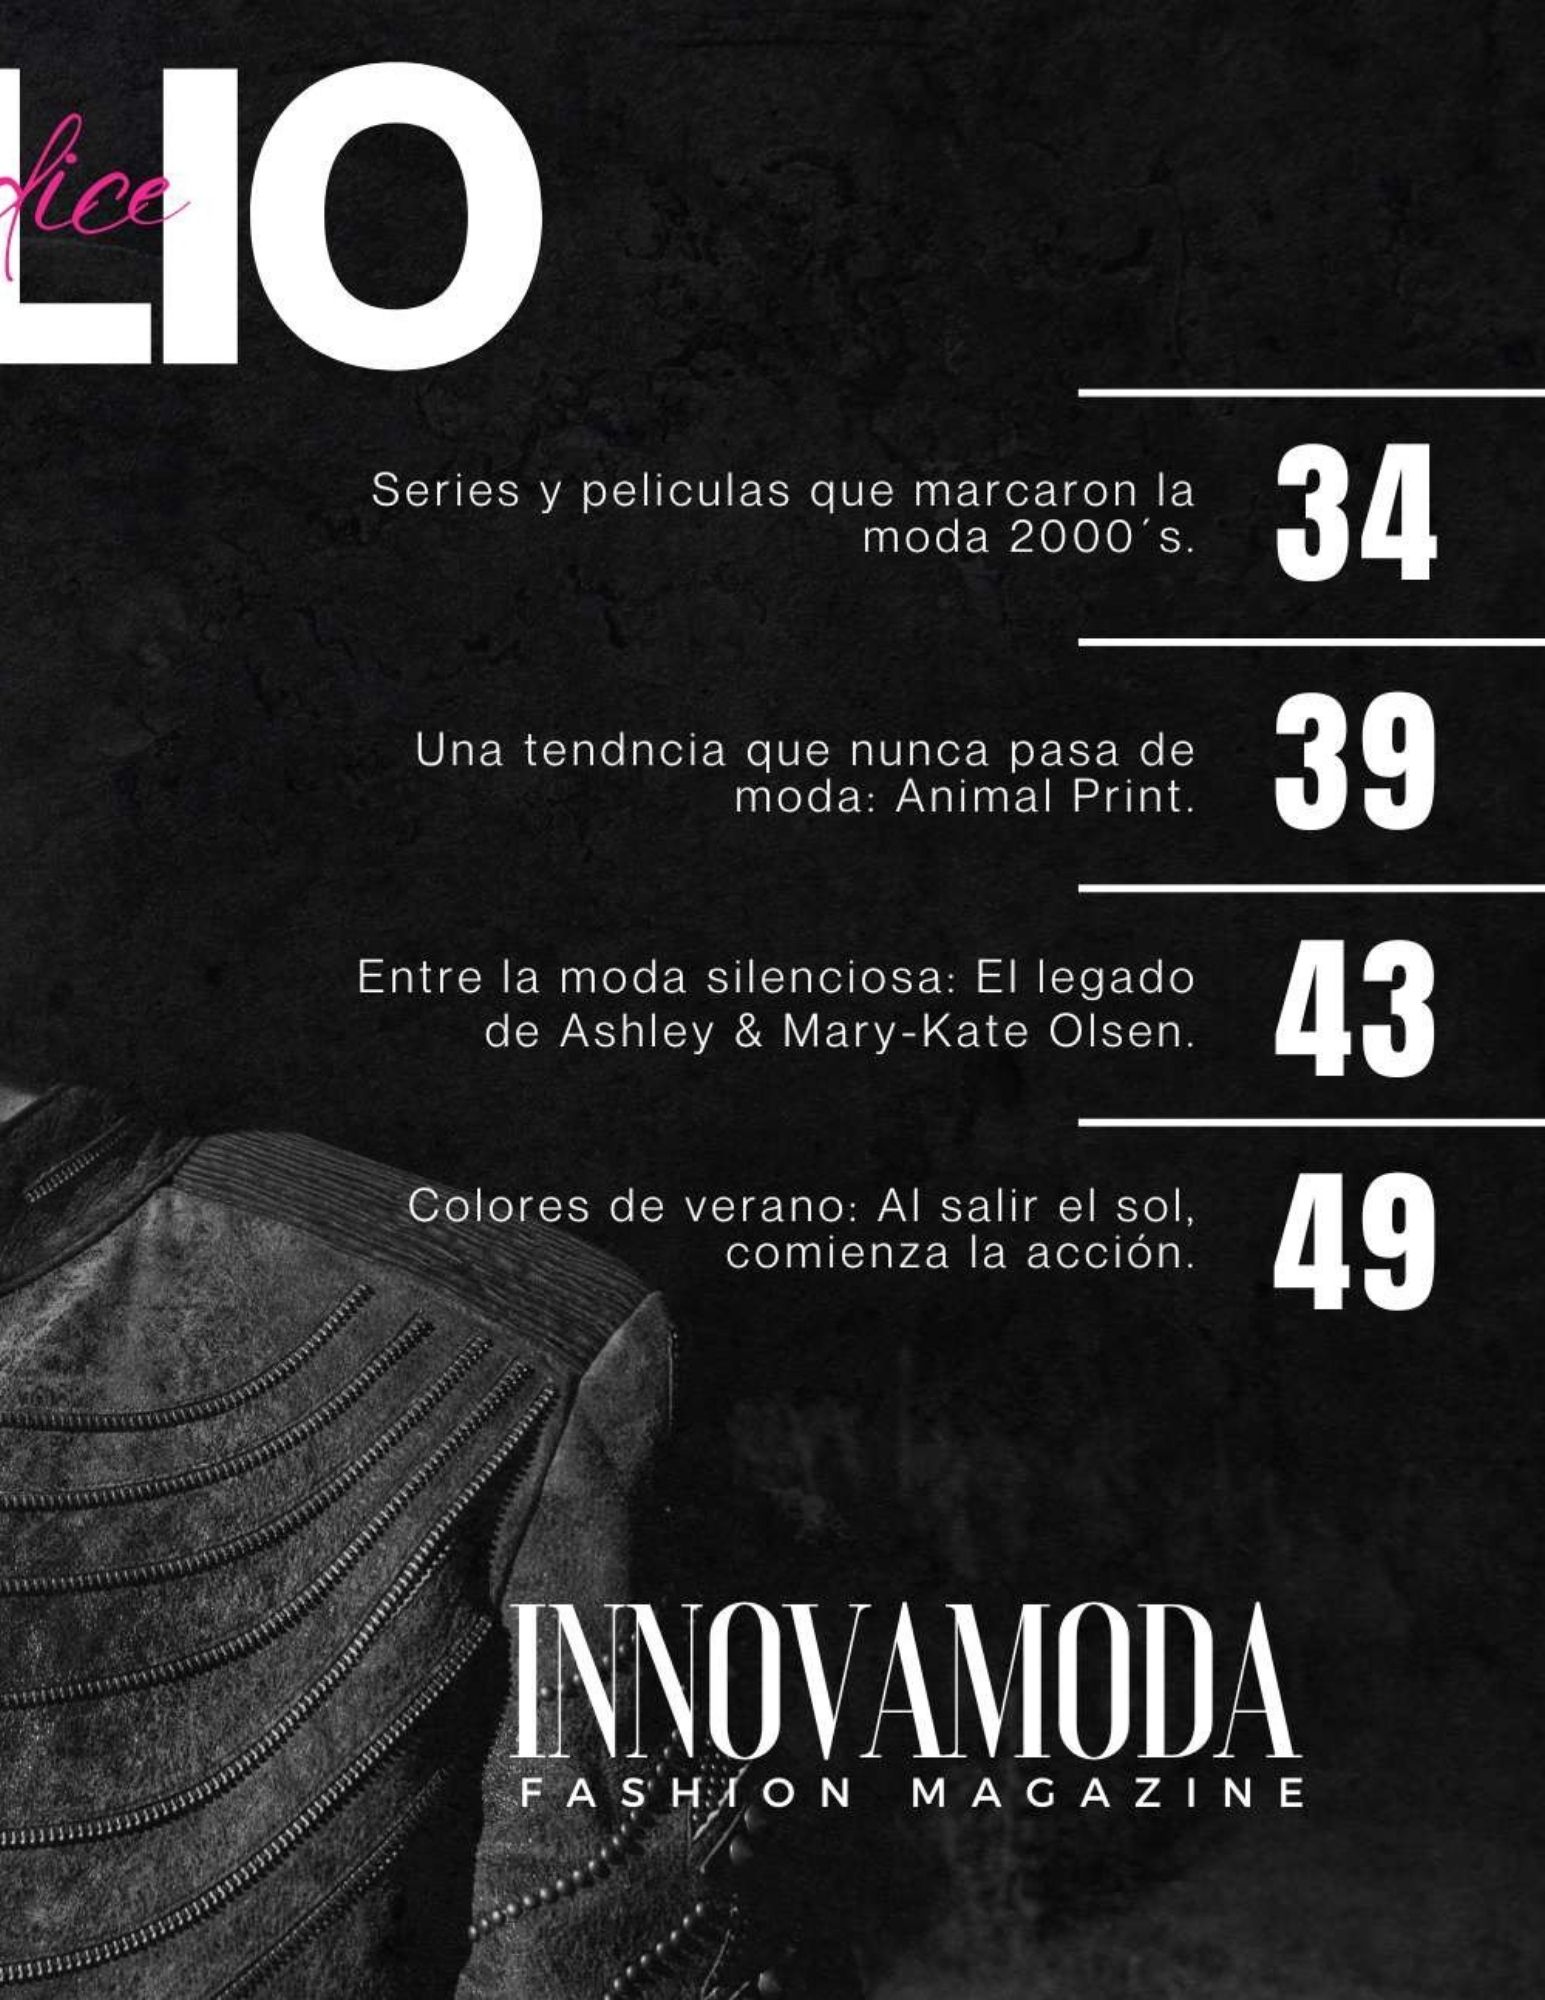 LIO
dice
Series y peliculas que marcaron la
moda 2000´s.
34
Una tendncia que nunca pasa de
moda: Animal Print.
39
Entre la moda silenciosa: El legado
de Ashley & Mary-Kate Olsen.
43
Colores de verano: Al salir el sol,
comienza la acción.
49
INNOVAMODA
FASHION MAGAZINE